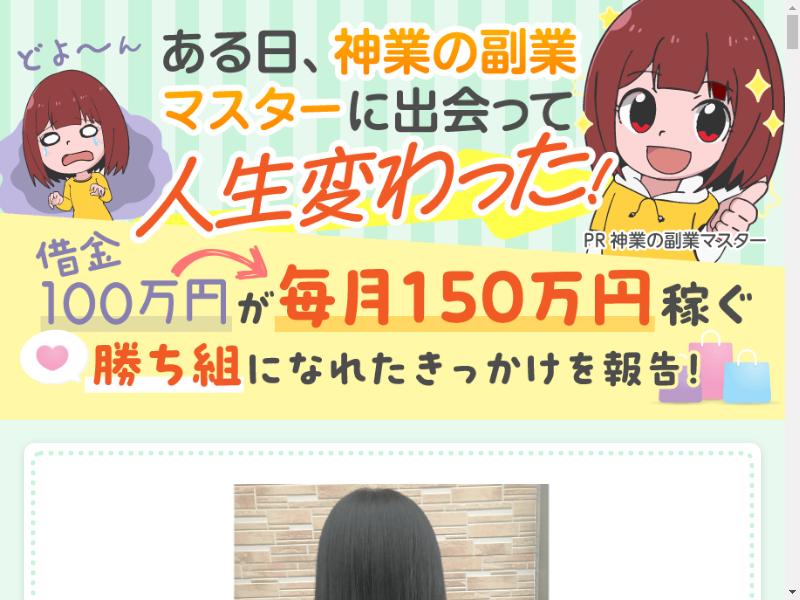 どよ〜ん
ある日、神業の副業
マスターに出会って
人生変わった!
PR 神業の副業マスター
借金
100万円が毎月150万円稼ぐ
勝ち組になれたきっかけを報告!